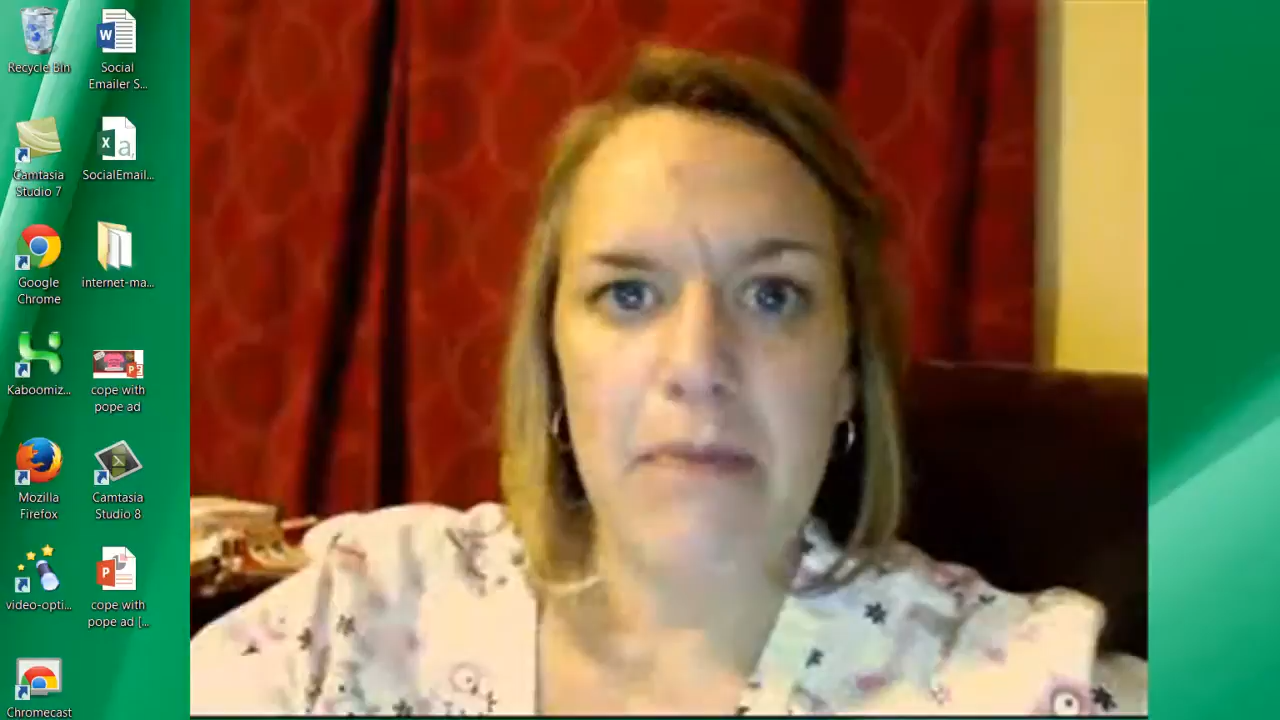 Recycle Bin
Social
Emailer S...
Camtasia
Studio 7
SocialEmail...
Google
Chrome
internet-ma...
Kaboomiz...
cope with
pope ad
Mozilla
Firefox
Camtasia
Studio 8
video-opti...
cope with
pope ad [...
Chromecast